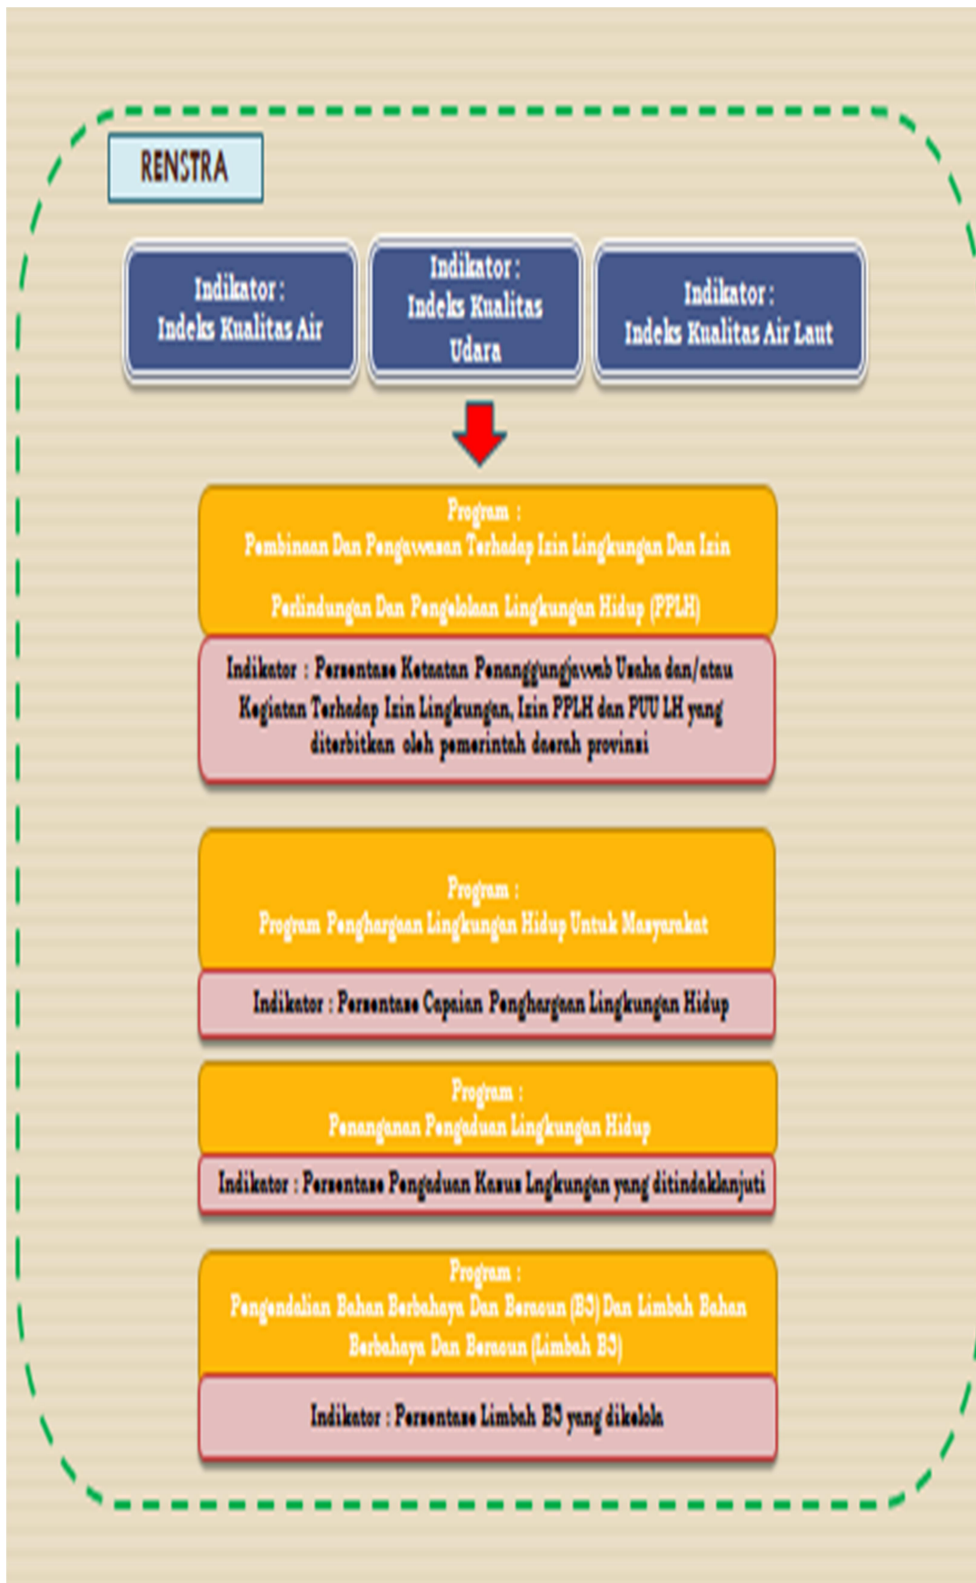 RENSTRA
Indikator :
Indeks Kualitas Air
Indikator :
Indeks Kualitas
Udara
Indikator :
Indeks Kualitas Air Laut
Program :
Pembinaan Dan Pengawasan Terhadap Izin Lingkungan Dan Izin
Perlindungan Dan Pengelolaan Lingkungan Hidup (PPLH)
Indikator : Persentase Ketaatan Penanggungjawab Usaha dan/atau
Kegiatan Terhadap Izin Lingkungan, Izin PPLH dan PUU LH yang
diterbitkan oleh pemerintah daerah provinsi
Program :
Program Penghargaan Lingkungan Hidup Untuk Masyarakat
Indikator : Persentase Capaian Penghargaan Lingkungan Hidup
Program :
Penanganan Pengaduan Lingkungan Hidup
Indikator : Persentase Pengaduan Kasus Lngkungan yang ditindaklanjuti
Program :
Pengendalian Bahan Berbahaya Dan Beracun (B3) Dan Limbah Bahan
Berbahaya Dan Beracun (Limbah B3)
Indikator : Persentase Limbah B3 yang dikelola